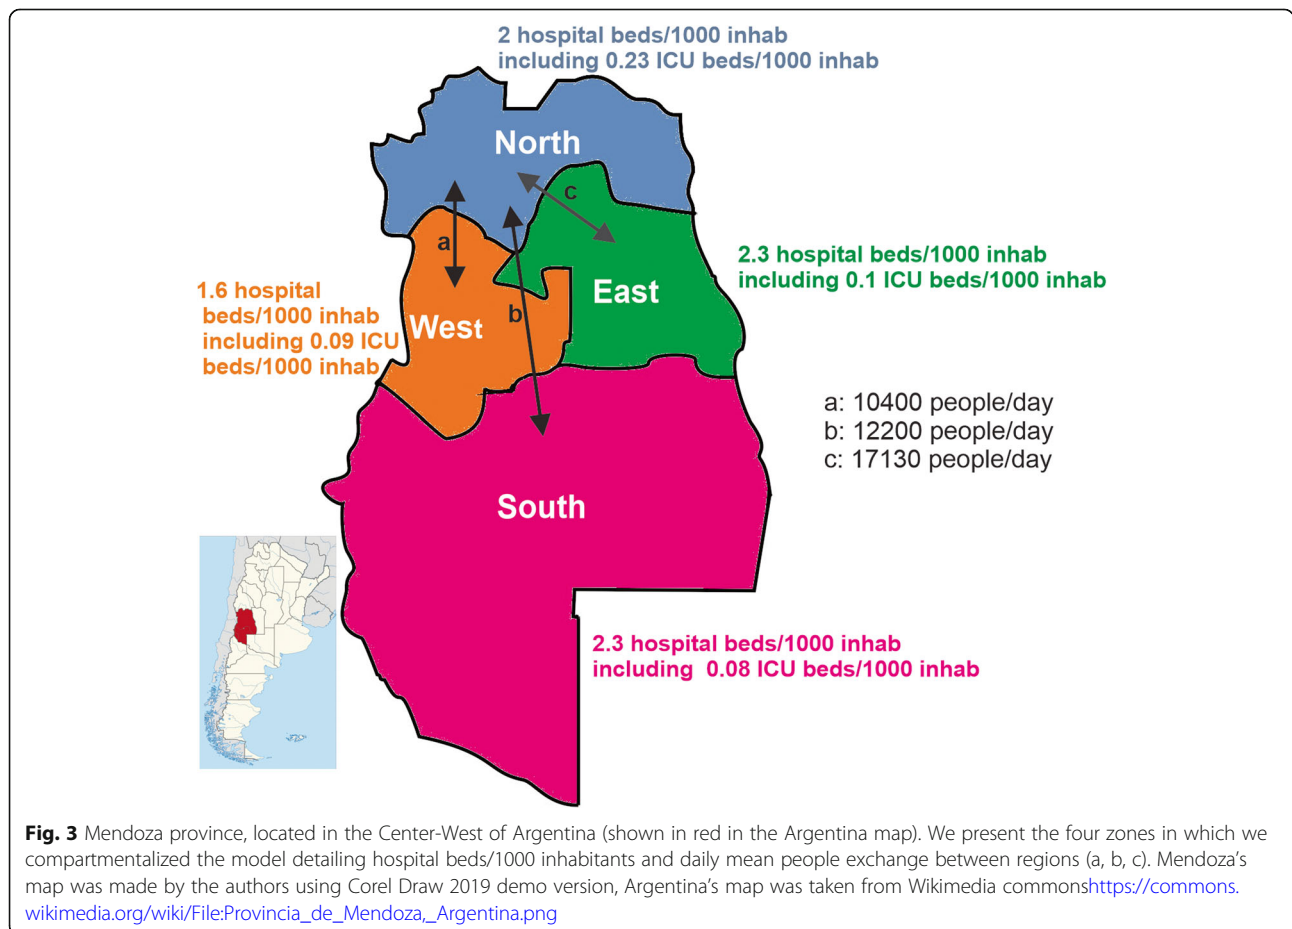 2 hospital beds/1000 inhab
including 0.23 ICU beds/1000 inhab
North
c
a
2.3 hospital beds/1000 inhab
including 0.1 ICU beds/1000 inhab
East
1.6 hospital
beds/1000 inhab
including 0.09 ICU
beds/1000 inhab
b
West
a: 10400 people/day
b: 12200 people/day
c: 17130 people/day
South
2.3 hospital beds/1000 inhab
including 0.08 ICU beds/1000 inhab
Fig. 3 Mendoza province, located in the Center-West of Argentina (shown in red in the Argentina map). We present the four zones in which we
compartmentalized the model detailing hospital beds/1000 inhabitants and daily mean people exchange between regions (a, b, c). Mendoza's
map was made by the authors using Corel Draw 2019 demo version, Argentina's map was taken from Wikimedia commonshttps://commons.
wikimedia.org/wiki/File:Provincia_de_Mendoza,_Argentina.png